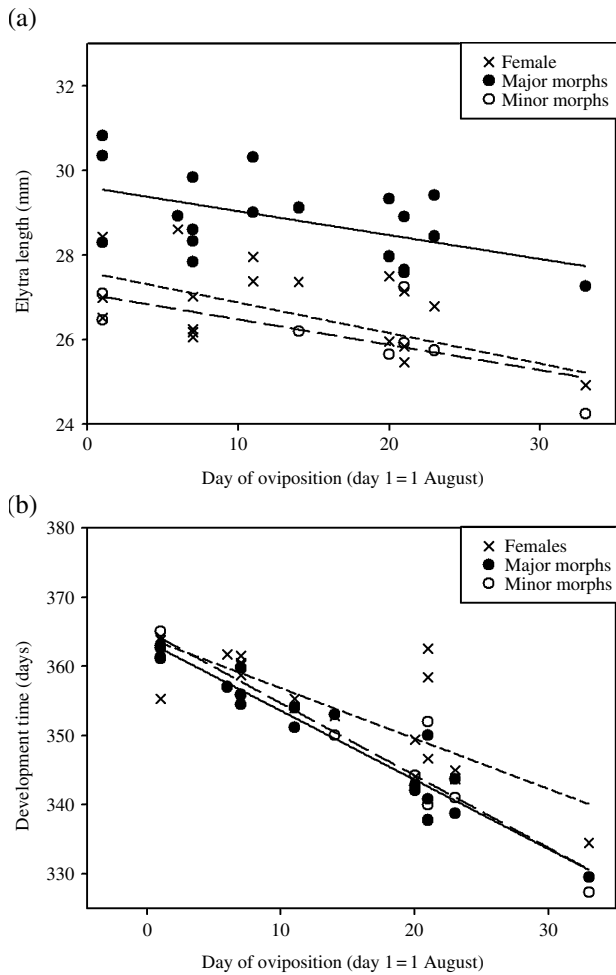 (a)
Female
Major morphs
Minor morphs
32
30
28
26
24
Elytra length (mm)
0
10
20
30
Day of oviposition (day 1 = 1 August)
(b)
Females
Major morphs
Minor morphs
380
370
360
350
340
330
Development time (days)
0
10
20
30
Day of oviposition (day 1 = 1 August)